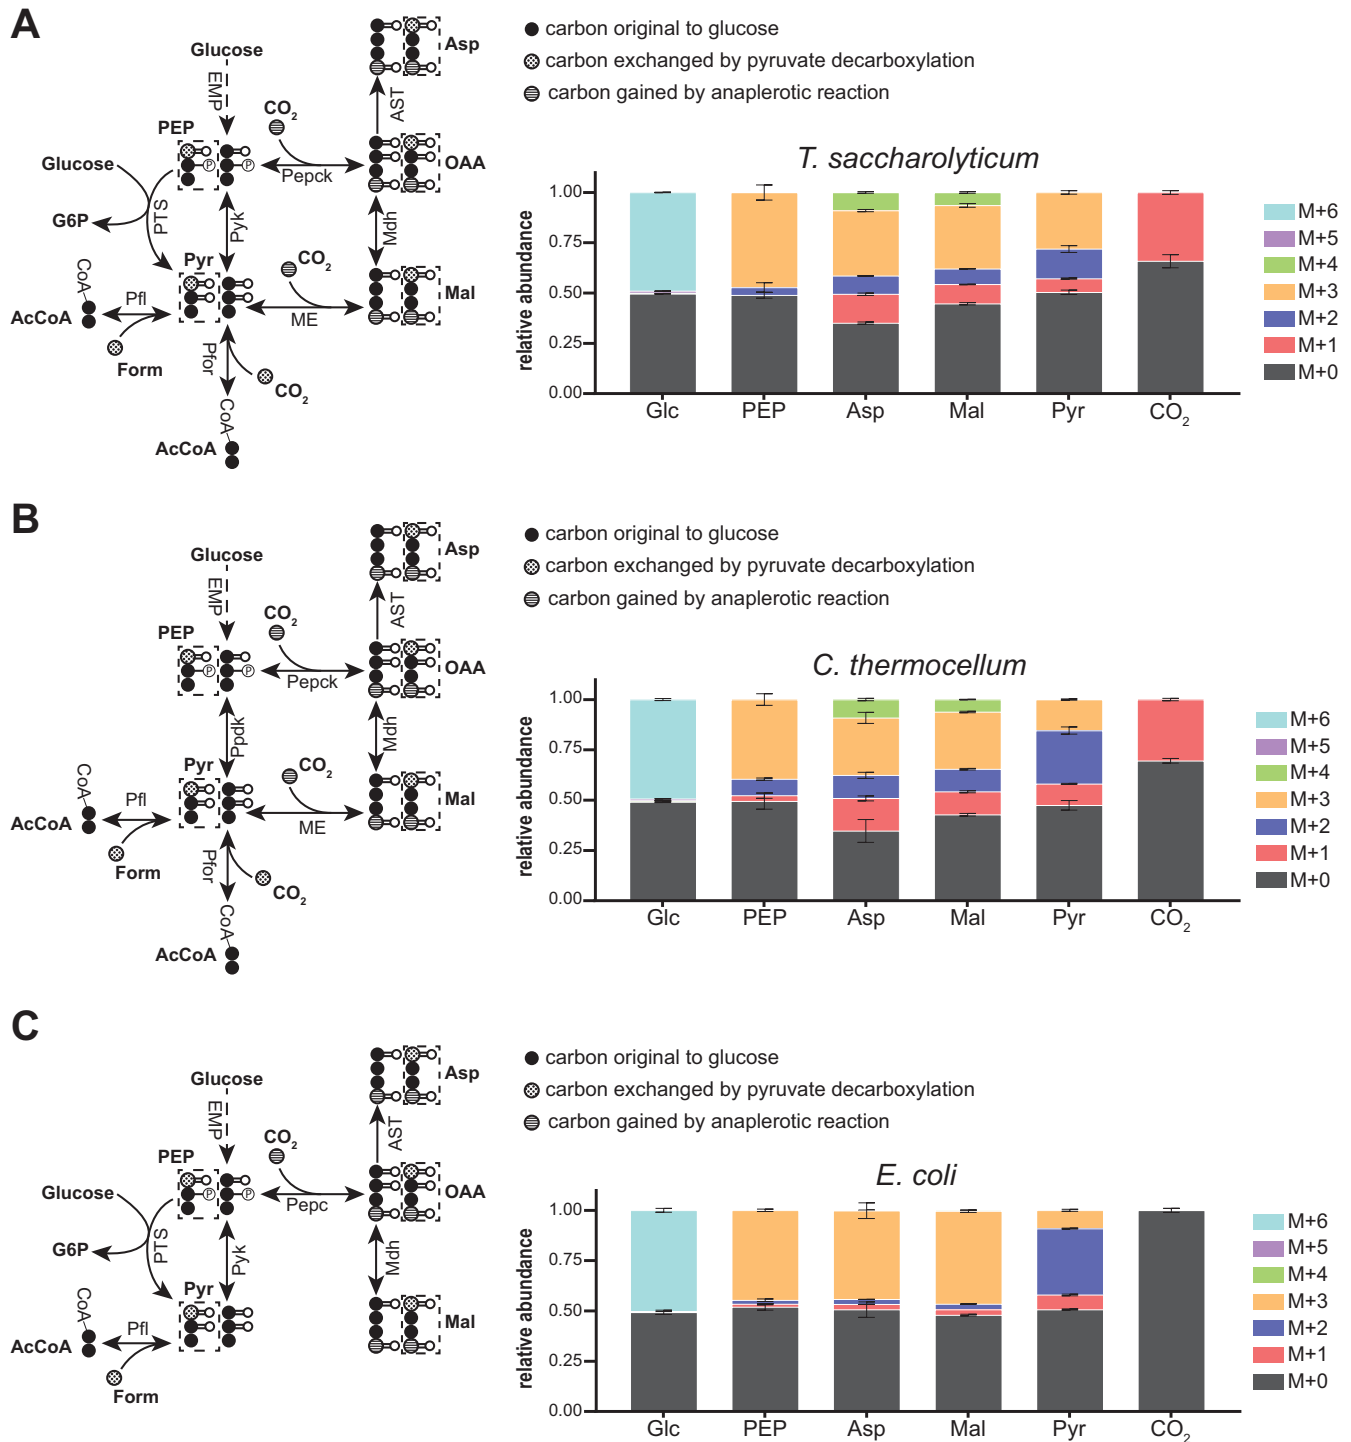 A
Glucose
EMP
PEP
P
P
CO2
Pepck
Asp
AST
OAA
Glucose
PTS
G6P
Pyk
Mdh
CoA
Pyr
CO2
Pfl
AcCoA
ME
Mal
Form
Pfor
CO2
CoA
AcCoA
carbon original to glucose
carbon exchanged by pyruvate decarboxylation
carbon gained by anaplerotic reaction
T. saccharolyticum
relative abundance
1.00
0.75
0.50
0.25
0.00
Glc PEP Asp Mal Pyr CO2
M+6
M+5
M+4
M+3
M+2
M+1
M+0
B
Glucose
EMP
PEP
P
P
CO2
Pepck
Asp
AST
OAA
Ppdk
Mdh
CoA
Pyr
CO2
Pfl
AcCoA
ME
Mal
Form
Pfor
CO2
CoA
AcCoA
carbon original to glucose
carbon exchanged by pyruvate decarboxylation
carbon gained by anaplerotic reaction
C. thermocellum
relative abundance
1.00
0.75
0.50
0.25
0.00
Glc PEP Asp Mal Pyr CO2
M+6
M+5
M+4
M+3
M+2
M+1
M+0
C
Glucose
EMP
PEP
P
P
CO2
Pepc
Asp
AST
OAA
Glucose
PTS
G6P
Pyk
Mdh
CoA
Pyr
Pfl
AcCoA
Mal
Form
carbon original to glucose
carbon exchanged by pyruvate decarboxylation
carbon gained by anaplerotic reaction
E. coli
relative abundance
1.00
0.75
0.50
0.25
0.00
Glc PEP Asp Mal Pyr CO2
M+6
M+5
M+4
M+3
M+2
M+1
M+0